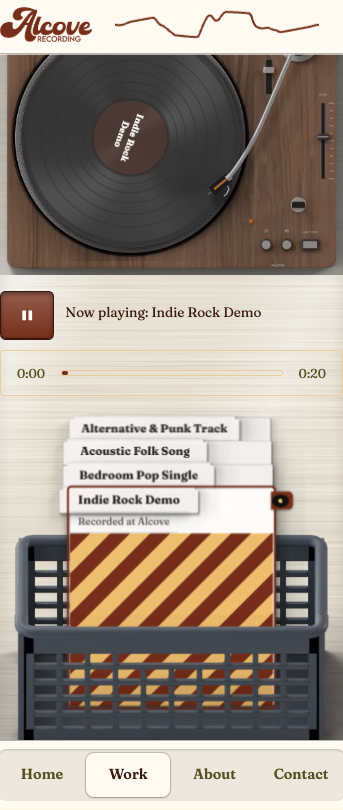 Alcove
RECORDING
Indie Rock
Demo
Now playing: Indie Rock Demo
0:00
0:20
Alternative & Punk Track
Acoustic Folk Song
Bedroom Pop Single
Indie Rock Demo
Recorded at Alcove
Home
Work
About
Contact